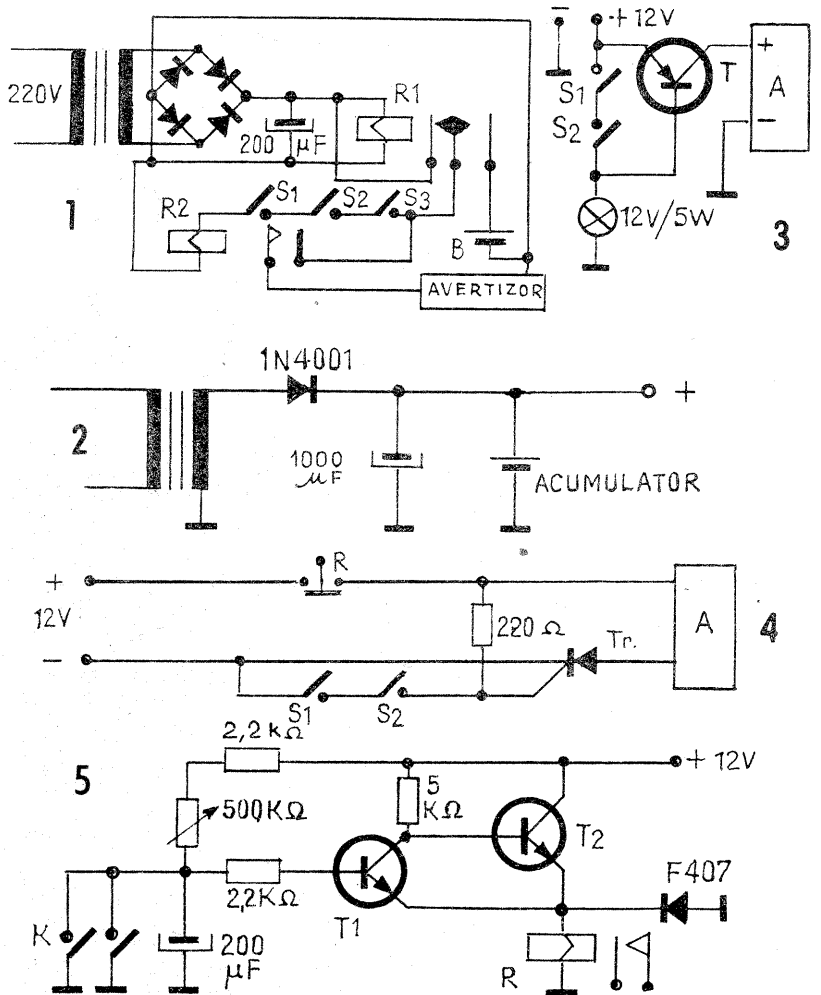 220V
200 µF
R1
R2
S1
S2
S3
B
AVERTIZOR
1
− + 12V
S1
S2
T
+
A
−
12V/5W
3
1N4001
2
1000 µF
+
ACUMULATOR
+
12V
−
R
220 Ω
S1
S2
Tr.
A
4
5
2,2 KΩ
+ 12V
500KΩ
5 KΩ
2,2KΩ
T1
T2
F407
K
200 µF
R